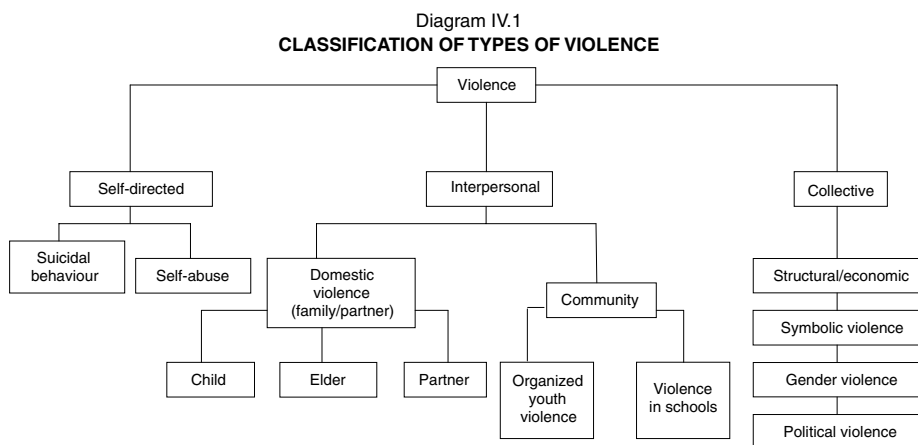 Diagram IV.1
CLASSIFICATION OF TYPES OF VIOLENCE
Violence
Self-directed
Interpersonal
Collective
Suicidal
behaviour
Self-abuse
Domestic
violence
(family/partner)
Community
Structural/economic
Symbolic violence
Child
Elder
Partner
Organized
youth
violence
Violence
in schools
Gender violence
Political violence